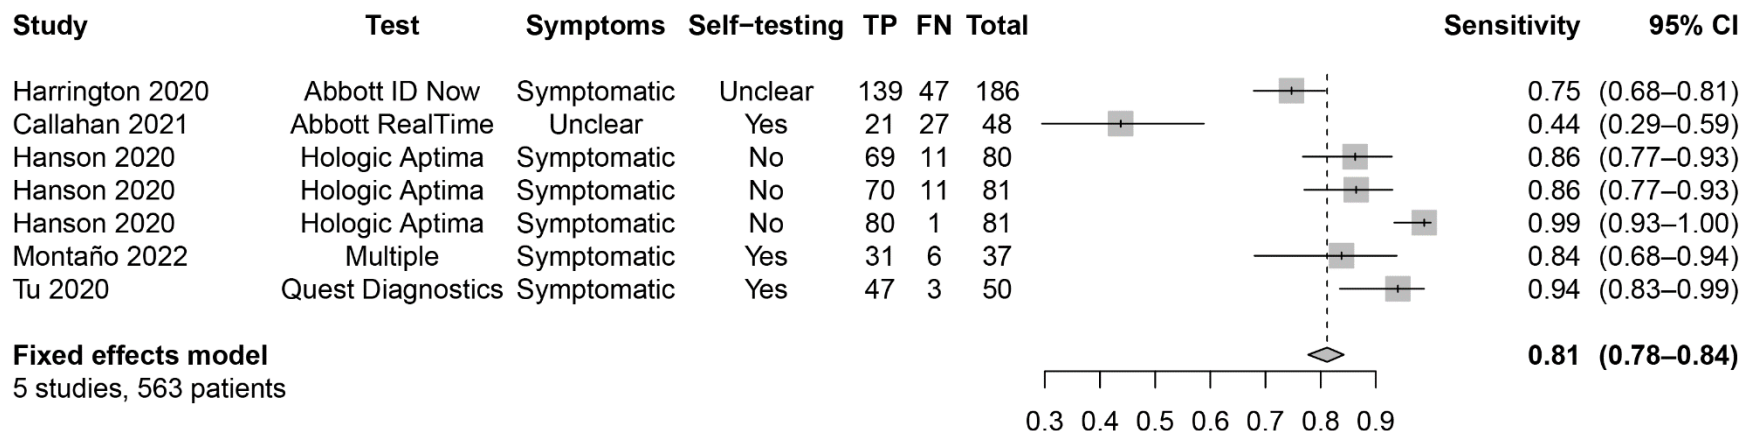 Study Test Symptoms Self−testing TP FN Total Sensitivity 95% CI
Harrington 2020 Abbott ID Now Symptomatic Unclear 139 47 186 0.75 (0.68–0.81)
Callahan 2021 Abbott RealTime Unclear Yes 21 27 48 0.44 (0.29–0.59)
Hanson 2020 Hologic Aptima Symptomatic No 69 11 80 0.86 (0.77–0.93)
Hanson 2020 Hologic Aptima Symptomatic No 70 11 81 0.86 (0.77–0.93)
Hanson 2020 Hologic Aptima Symptomatic No 80 1 81 0.99 (0.93–1.00)
Montaño 2022 Multiple Symptomatic Yes 31 6 37 0.84 (0.68–0.94)
Tu 2020 Quest Diagnostics Symptomatic Yes 47 3 50 0.94 (0.83–0.99)
Fixed effects model 0.81 (0.78–0.84)
5 studies, 563 patients
0.3 0.4 0.5 0.6 0.7 0.8 0.9